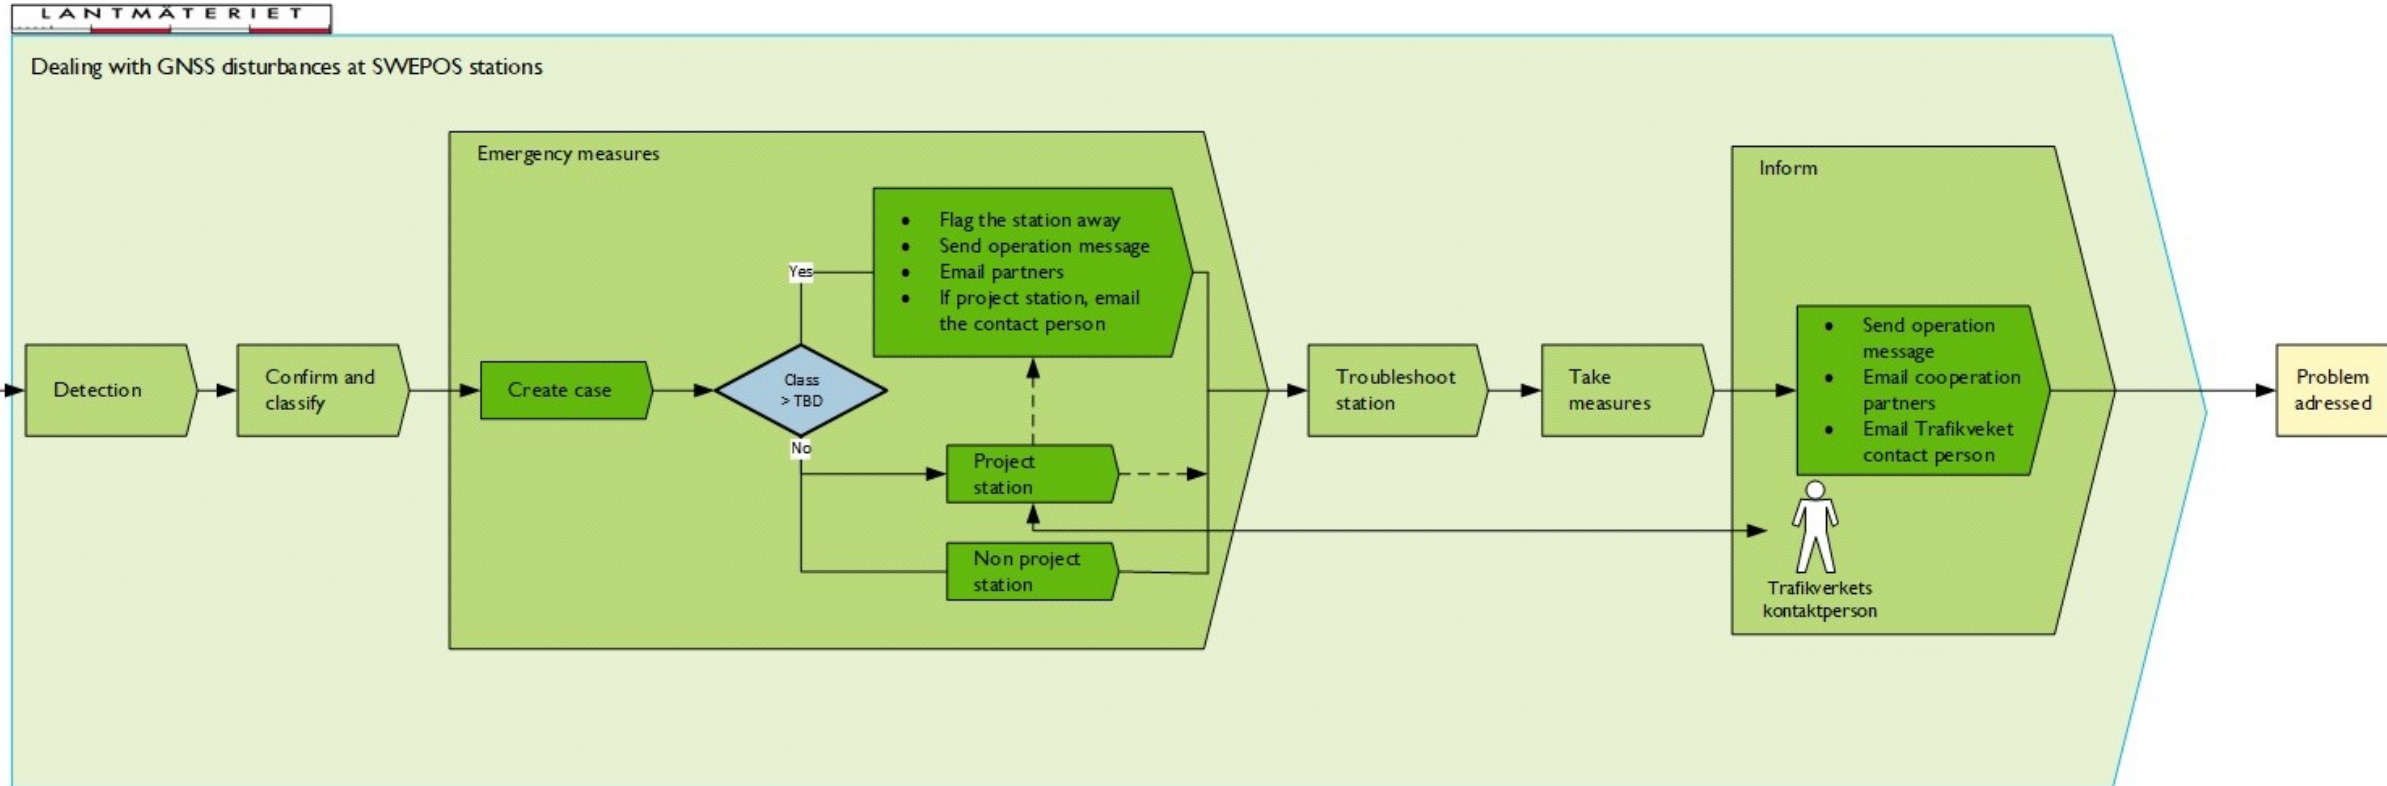 LANTMÄTERIET
Dealing with GNSS disturbances at SWEPOS stations
Emergency measures
Inform
• Flag the station away
• Send operation message
• Email partners
• If project station, email
the contact person
Yes
Detection
Confirm and
classify
Create case
Class
> TBD
No
Project
station
Non project
station
Troubleshoot
station
Take
measures
• Send operation
message
• Email cooperation
partners
• Email Trafikveket
contact person
Trafikverkets
kontaktperson
Problem
adressed